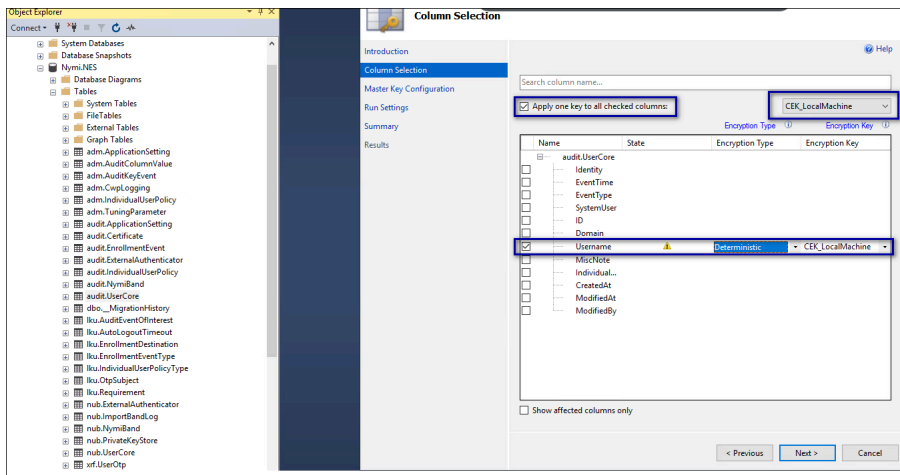 Object Explorer
Connect
System Databases
Database Snapshots
Nymi.NES
Database Diagrams
Tables
System Tables
FileTables
External Tables
Graph Tables
adm.ApplicationSetting
adm.AuditColumnValue
adm.AuditKeyEvent
adm.CwpLogging
adm.IndividualUserPolicy
adm.TuningParameter
audit.ApplicationSetting
audit.Certificate
audit.EnrollmentEvent
audit.ExternalAuthenticator
audit.IndividualUserPolicy
audit.NymiBand
audit.UserCore
dbo.__MigrationHistory
lku.AuditEventOfInterest
lku.AutoLogoutTimeout
lku.EnrollmentDestination
lku.EnrollmentEventType
lku.IndividualUserPolicyType
lku.OtpSubject
lku.Requirement
nub.ExternalAuthenticator
nub.ImportBandLog
nub.NymiBand
nub.PrivateKeyStore
nub.UserCore
xrf.UserOtp
Column Selection
Introduction
Column Selection
Master Key Configuration
Run Settings
Summary
Results
Help
Search column name...
Apply one key to all checked columns: CEK_LocalMachine
Encryption Type Encryption Key
Name State Encryption Type Encryption Key
audit.UserCore
Identity
EventTime
EventType
SystemUser
ID
Domain
Username Deterministic CEK_LocalMachine
MiscNote
Individual...
CreatedAt
ModifiedAt
ModifiedBy
Show affected columns only
< Previous Next > Cancel